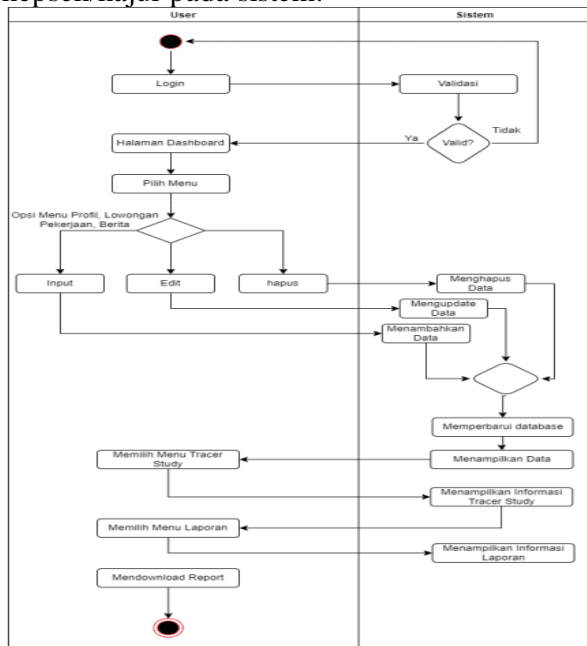 User
Sistem
Login
Validasi
Valid?
Ya
Tidak
Halaman Dashboard
Pilih Menu
Opsi Menu Profil, Lowongan
Pekerjaan, Berita
Input
Edit
hapus
Menghapus
Data
Mengupdate
Data
Menambahkan
Data
Memperbarui database
Menampilkan Data
Memilih Menu Tracer
Study
Menampilkan Informasi
Tracer Study
Memilih Menu Laporan
Menampilkan Informasi
Laporan
Mendownload Report